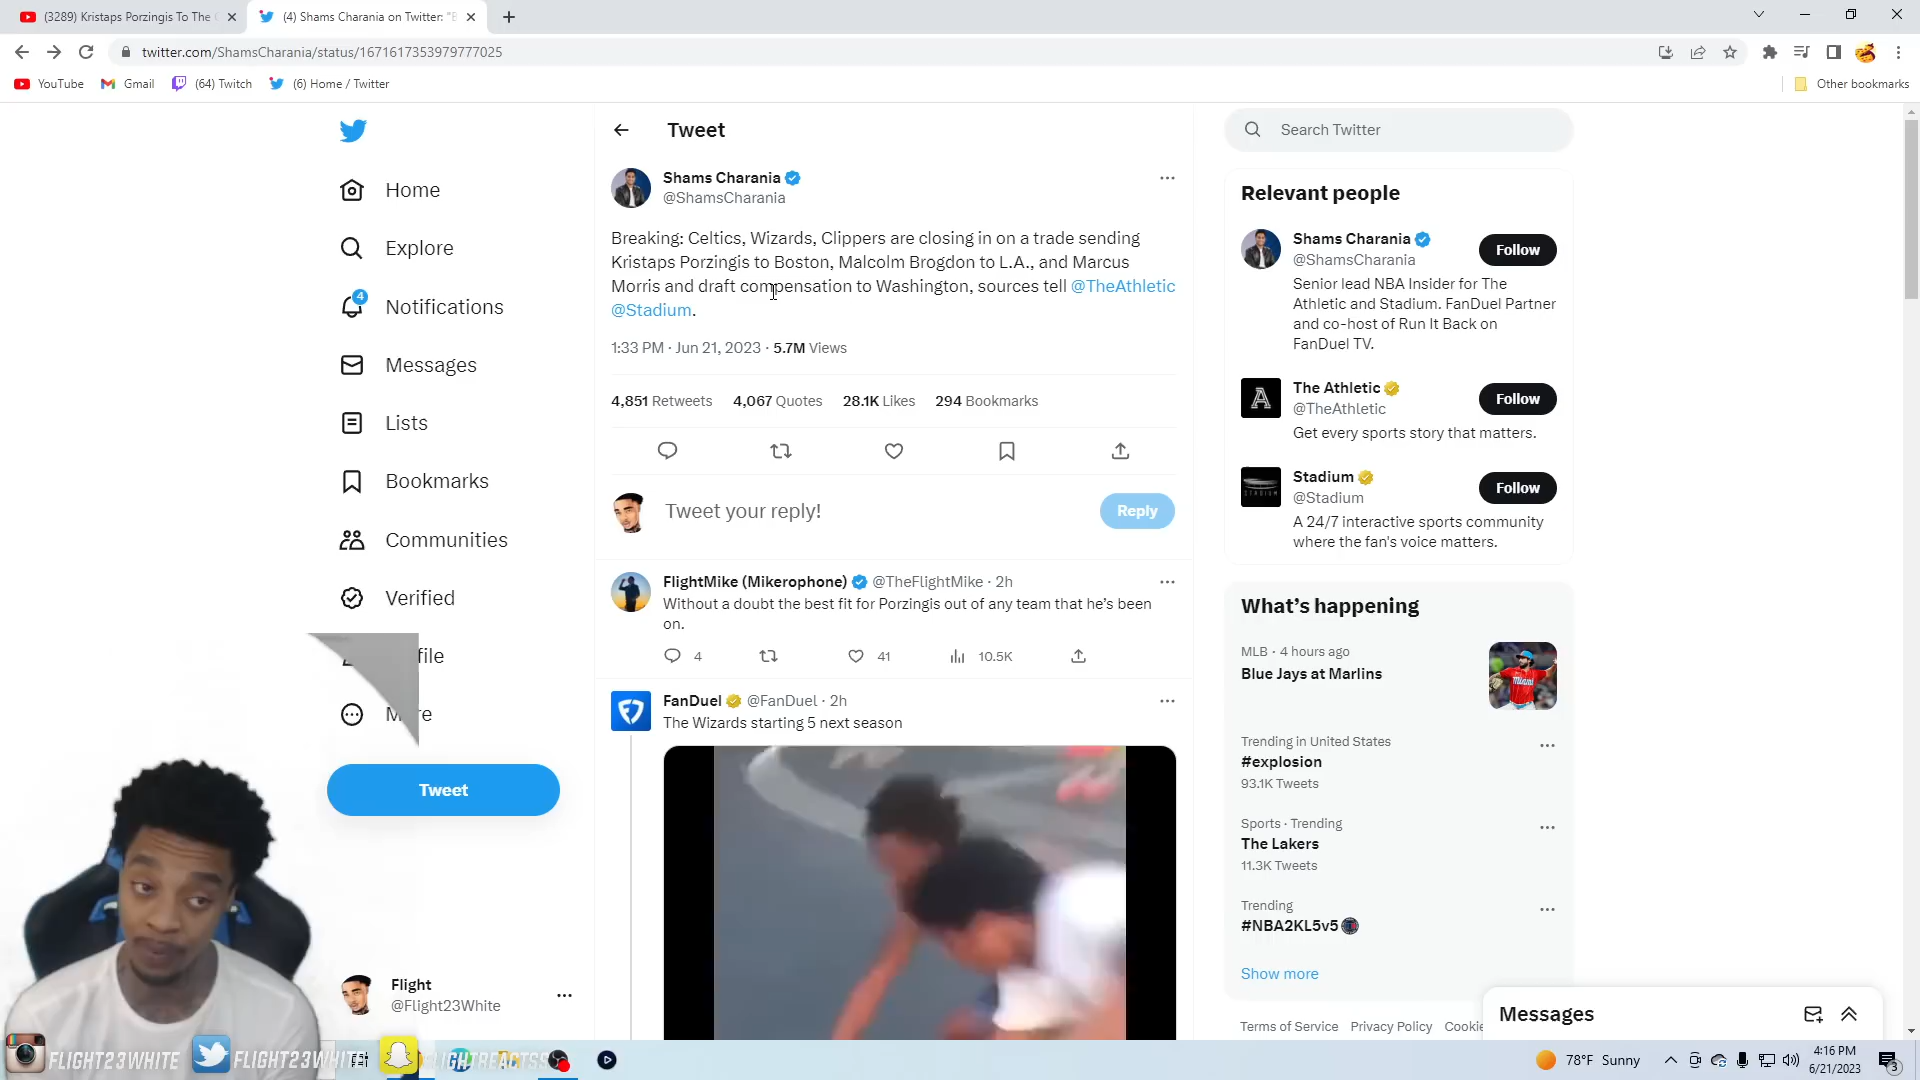 (3289) Kristaps Porzingis To The
(4) Shams Charania on Twitter: "B
twitter.com/ShamsCharania/status/1671617353979777025
YouTube
Gmail
(64) Twitch
(6) Home / Twitter
Other bookmarks
Home
Explore
4
Notifications
Messages
Lists
Bookmarks
Communities
Verified
file
Tweet
Flight
@Flight23White
Tweet
Shams Charania
@ShamsCharania
Breaking: Celtics, Wizards, Clippers are closing in on a trade sending
Kristaps Porzingis to Boston, Malcolm Brogdon to L.A., and Marcus
Morris and draft compensation to Washington, sources tell @TheAthletic
@Stadium.
1:33 PM · Jun 21, 2023 · 5.7M Views
4,851 Retweets 4,067 Quotes 28.1K Likes 294 Bookmarks
Tweet your reply!
Reply
FlightMike (Mikerophone) @TheFlightMike · 2h
Without a doubt the best fit for Porzingis out of any team that he's been
on.
4 41 10.5K
FanDuel @FanDuel · 2h
The Wizards starting 5 next season
Search Twitter
Relevant people
Shams Charania
@ShamsCharania
Follow
Senior lead NBA Insider for The
Athletic and Stadium. FanDuel Partner
and co-host of Run It Back on
FanDuel TV.
The Athletic
@TheAthletic
Follow
Get every sports story that matters.
Stadium
@Stadium
Follow
A 24/7 interactive sports community
where the fan's voice matters.
What's happening
MLB · 4 hours ago
Blue Jays at Marlins
Trending in United States
#explosion
93.1K Tweets
Sports · Trending
The Lakers
11.3K Tweets
Trending
#NBA2KL5v5
Show more
Terms of Service Privacy Policy Cookie
Messages
FLIGHT23WHITE
FLIGHT23WHITE
78°F Sunny
4:16 PM
6/21/2023
3